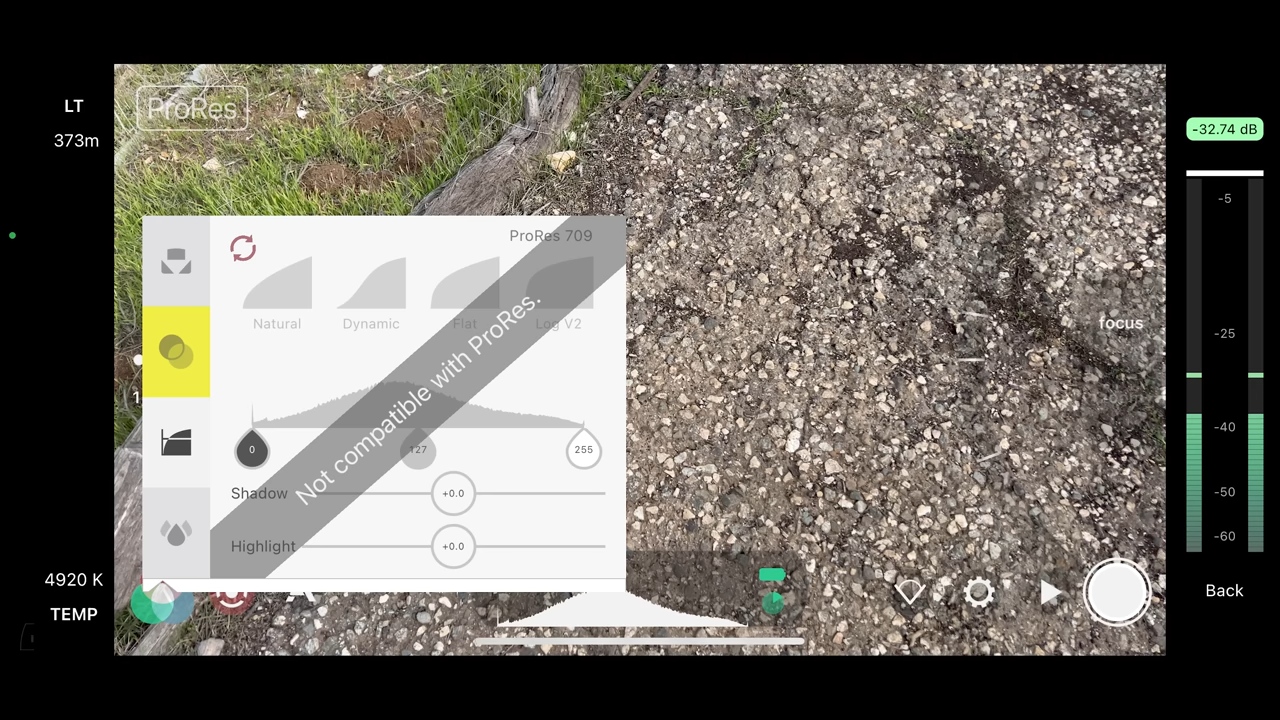 LT
373m
ProRes
-32.74 dB
-5
-25
-40
-50
-60
ProRes 709
Natural
Dynamic
Flat
Log V2
Not compatible with ProRes.
0
127
255
Shadow
+0.0
Highlight
+0.0
focus
4920 K
TEMP
Back